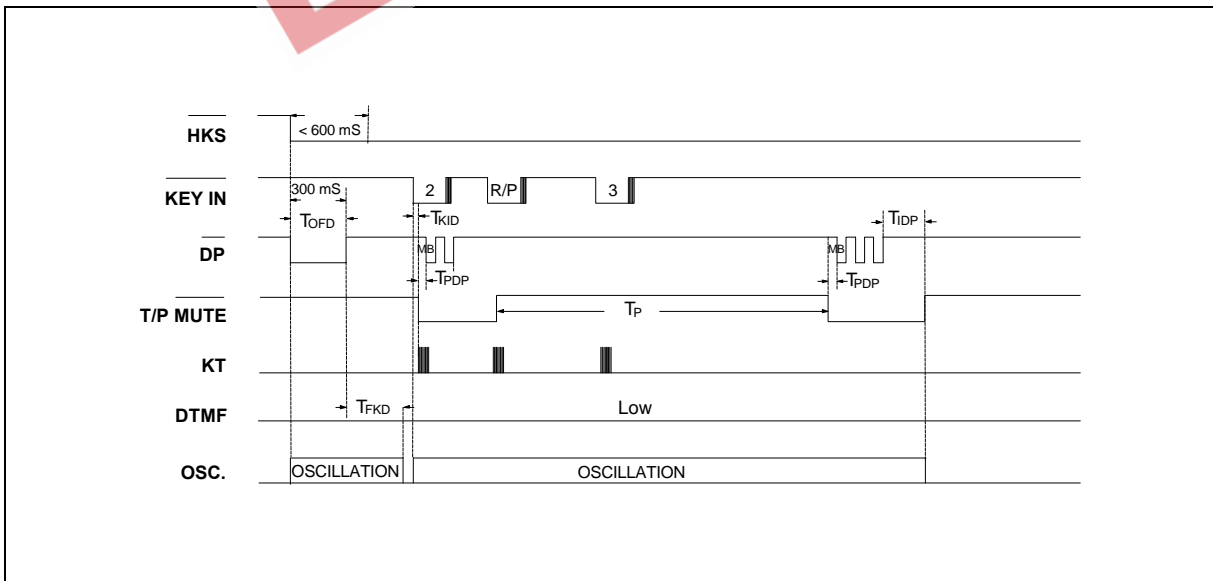 HKS
< 600 mS
KEY IN
300 mS
2
R/P
3
TOFD
TKID
TIDP
DP
MB
MB
TPDP
TPDP
T/P MUTE
TP
KT
DTMF
TFKD
Low
OSC.
OSCILLATION
OSCILLATION